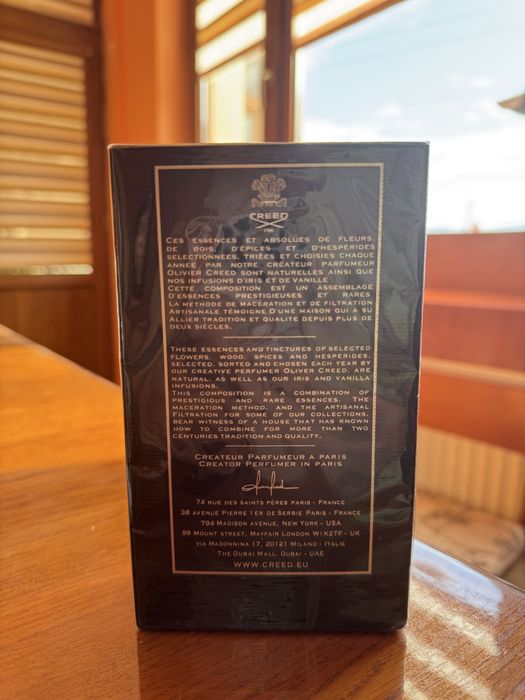 CREED
1760
CES ESSENCES ET ABSOLUES DE FLEURS,
DE BOIS, D'ÉPICES ET D'HESPÉRIDES
SELECTIONNÉES, TRIÉES ET CHOISIES CHAQUE
ANNÉE PAR NOTRE CRÉATEUR PARFUMEUR
OLIVIER CREED SONT NATURELLES AINSI QUE
NOS INFUSIONS D'IRIS ET DE VANILLE
CETTE COMPOSITION EST UN ASSEMBLAGE
D'ESSENCES PRESTIGIEUSES ET RARES
LA MÉTHODE DE MACÉRATION ET DE FILTRATION
ARTISANALE TÉMOIGNE D'UNE MAISON QUI A SU
ALLIER TRADITION ET QUALITÉ DEPUIS PLUS DE
DEUX SIÈCLES.
THESE ESSENCES AND TINCTURES OF SELECTED
FLOWERS, WOOD, SPICES AND HESPERIDES,
SELECTED, SORTED AND CHOSEN EACH YEAR BY
OUR CREATIVE PERFUMER OLIVER CREED, ARE
NATURAL, AS WELL AS OUR IRIS AND VANILLA
INFUSIONS.
THIS COMPOSITION IS A COMBINATION OF
PRESTIGIOUS AND RARE ESSENCES. THE
MACERATION METHOD, AND THE ARTISANAL
FILTRATION FOR SOME OF OUR COLLECTIONS,
BEAR WITNESS OF A HOUSE THAT HAS KNOWN
HOW TO COMBINE FOR MORE THAN TWO
CENTURIES TRADITION AND QUALITY.
CREATEUR PARFUMEUR A PARIS
CREATOR PERFUMER IN PARIS
74 RUE DES SAINTS PÈRES PARIS - FRANCE
38 AVENUE PIERRE 1ER DE SERBIE PARIS - FRANCE
794 MADISON AVENUE, NEW YORK - USA
99 MOUNT STREET, MAYFAIR LONDON W1K2TF - UK
VIA MADONNINA 17, 20121 MILANO - ITALIE
THE DUBAI MALL, DUBAI - UAE
WWW.CREED.EU